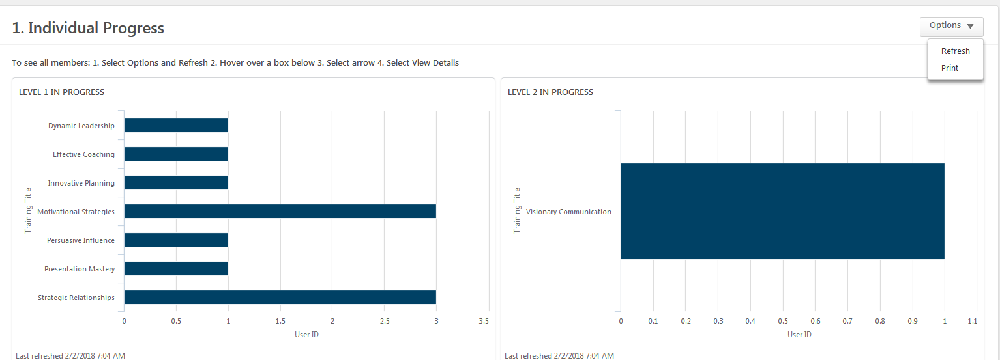 1. Individual Progress
Options
Refresh
Print
To see all members: 1. Select Options and Refresh 2. Hover over a box below 3. Select arrow 4. Select View Details
LEVEL 1 IN PROGRESS
Training Title
Dynamic Leadership
Effective Coaching
Innovative Planning
Motivational Strategies
Persuasive Influence
Presentation Mastery
Strategic Relationships
0 0.5 1 1.5 2 2.5 3 3.5
User ID
Last refreshed 2/2/2018 7:04 AM
LEVEL 2 IN PROGRESS
Training Title
Visionary Communication
0 0.1 0.2 0.3 0.4 0.5 0.6 0.7 0.8 0.9 1 1.1
User ID
Last refreshed 2/2/2018 7:04 AM